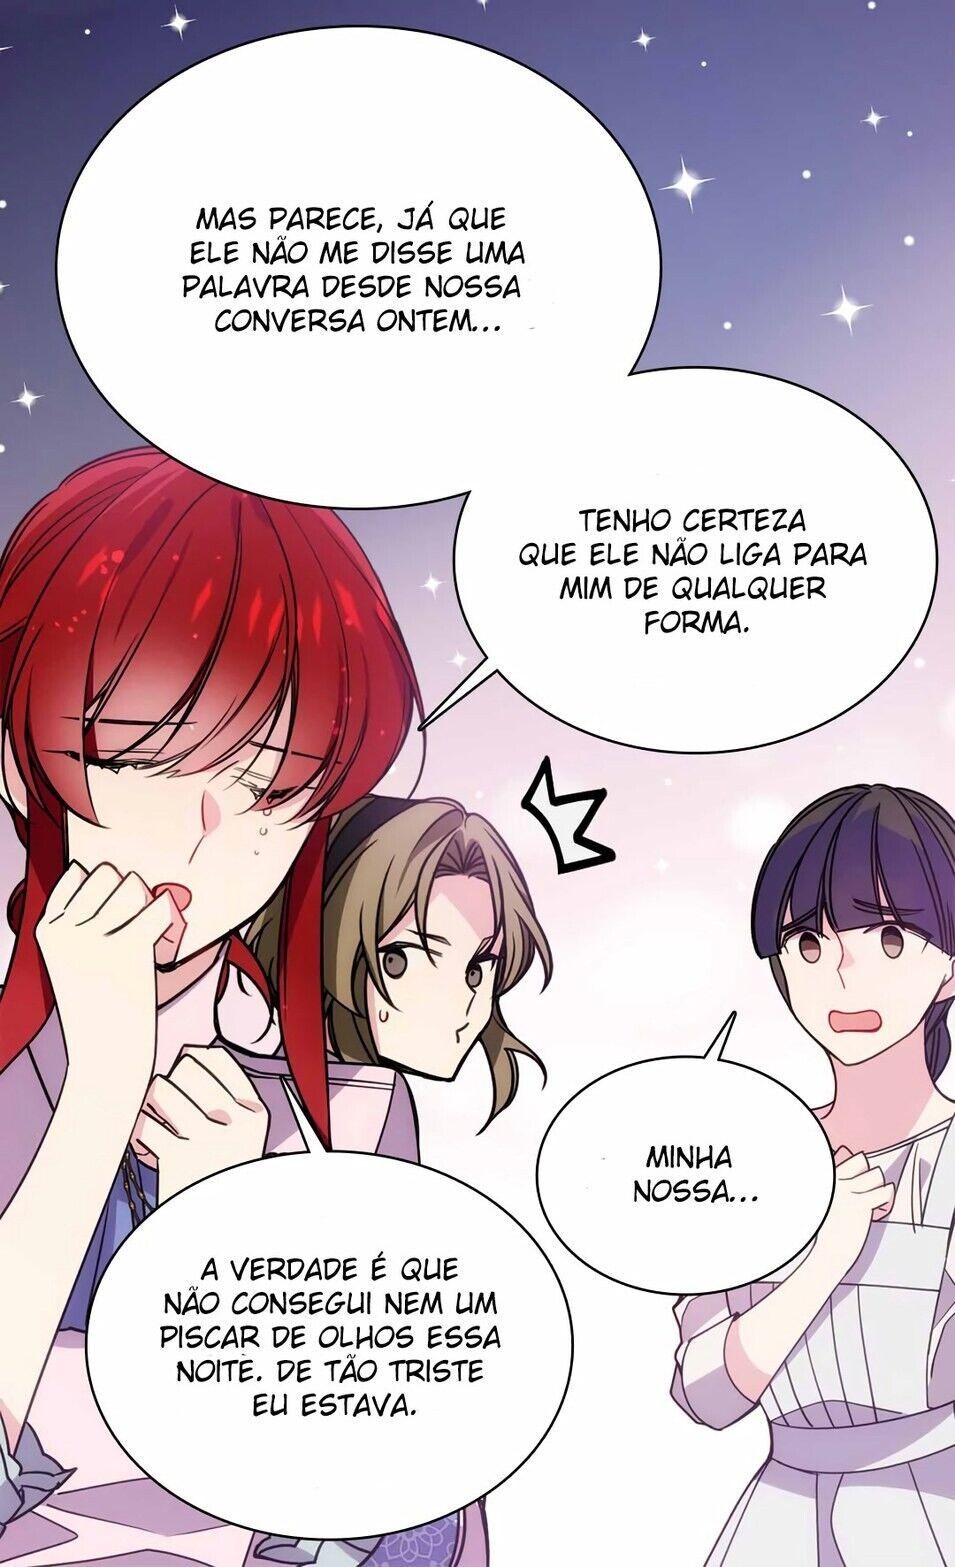 MAS PARECE, JÁ QUE
ELE NÃO ME DISSE UMA
PALAVRA DESDE NOSSA
CONVERSA ONTEM...
TENHO CERTEZA
QUE ELE NÃO LIGA PARA
MIM DE QUALQUER
FORMA.
MINHA
NOSSA...
A VERDADE É QUE
NÃO CONSEGUI NEM UM
PISCAR DE OLHOS ESSA
NOITE. DE TÃO TRISTE
EU ESTAVA.